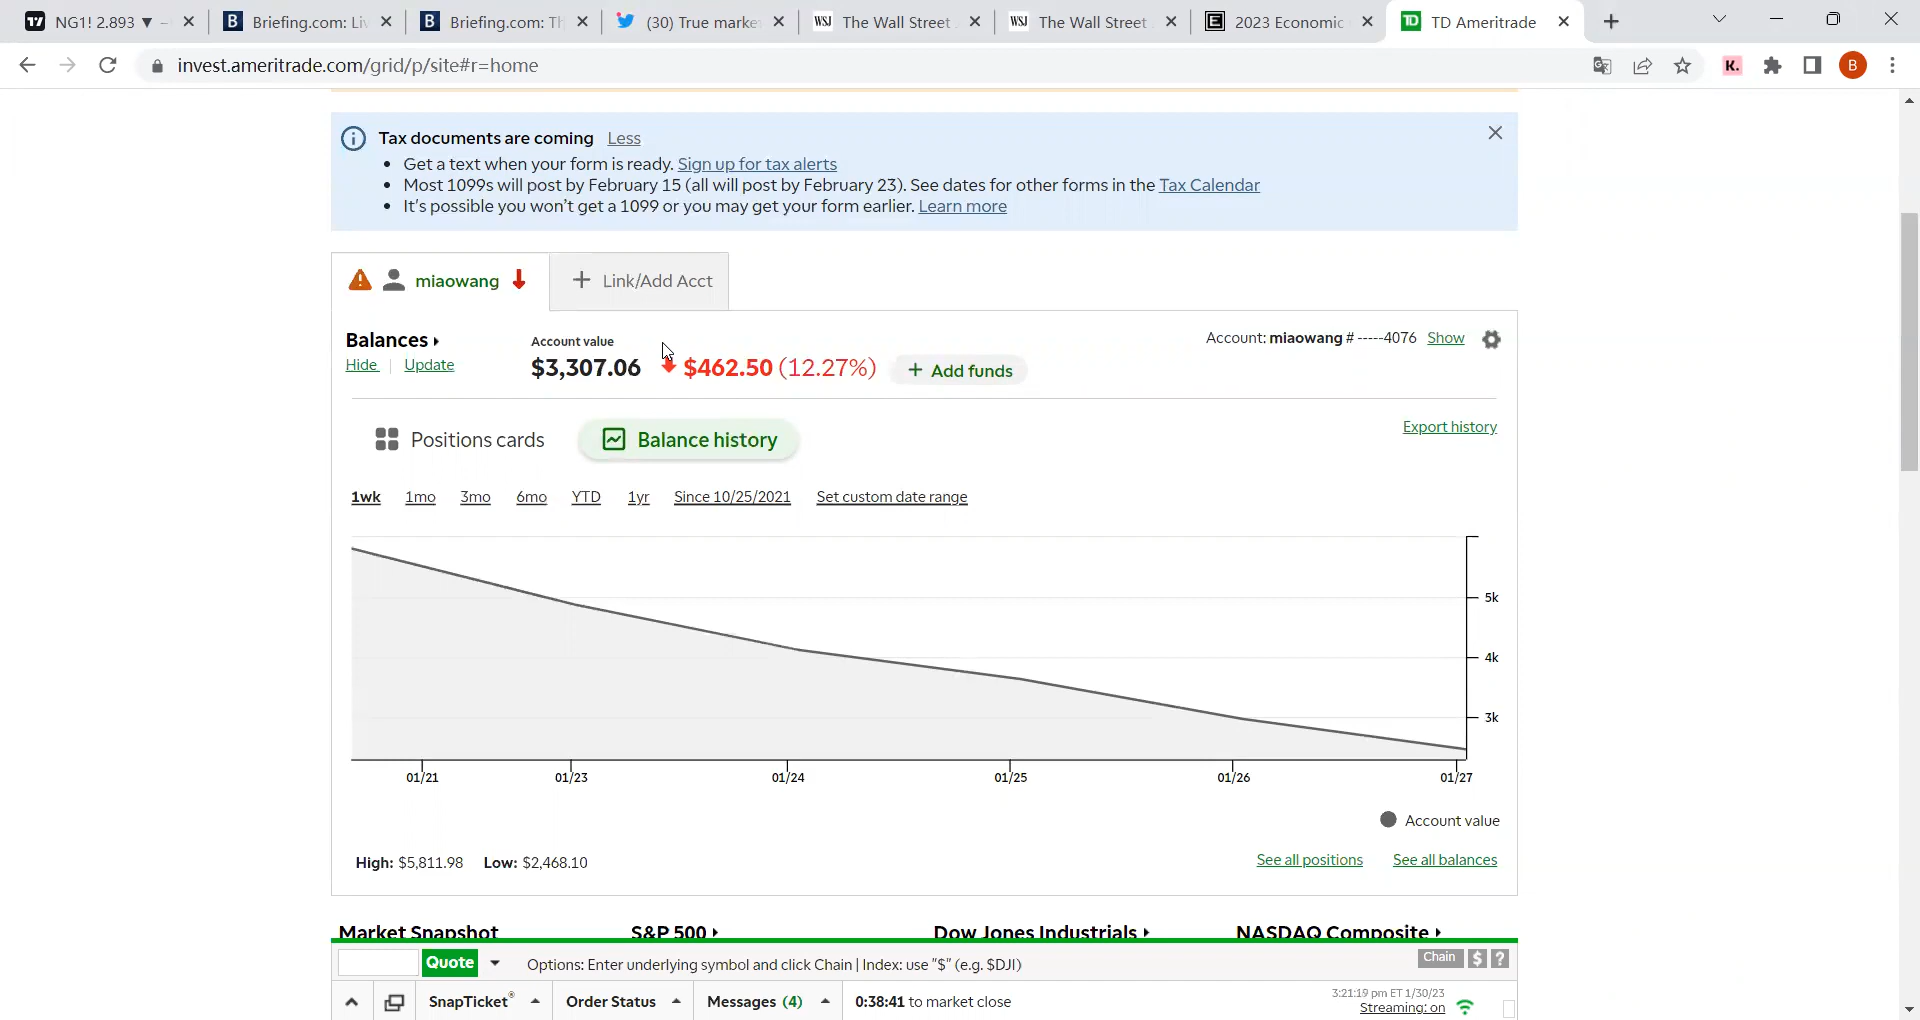 NG1! 2.893 ▼ −
Briefing.com: Li
Briefing.com: Th
(30) True marke
WSJ The Wall Street
WSJ The Wall Street
2023 Economic
TD Ameritrade
invest.ameritrade.com/grid/p/site#r=home
K.
B
Tax documents are coming Less
• Get a text when your form is ready. Sign up for tax alerts
• Most 1099s will post by February 15 (all will post by February 23). See dates for other forms in the Tax Calendar
• It's possible you won't get a 1099 or you may get your form earlier. Learn more
miaowang
+ Link/Add Acct
Balances
Hide | Update
Account value
$3,307.06
$462.50 (12.27%)
+ Add funds
Account: miaowang # -----4076 Show
Positions cards
Balance history
Export history
1wk 1mo 3mo 6mo YTD 1yr Since 10/25/2021 Set custom date range
5k
4k
3k
01/21 01/23 01/24 01/25 01/26 01/27
Account value
High: $5,811.98 Low: $2,468.10
See all positions See all balances
Market Snapshot S&P 500 Dow Jones Industrials NASDAQ Composite
Quote
Options: Enter underlying symbol and click Chain | Index: use "$" (e.g. $DJI)
Chain $ ?
SnapTicket® Order Status Messages (4) 0:38:41 to market close
3:21:19 pm ET 1/30/23
Streaming: on